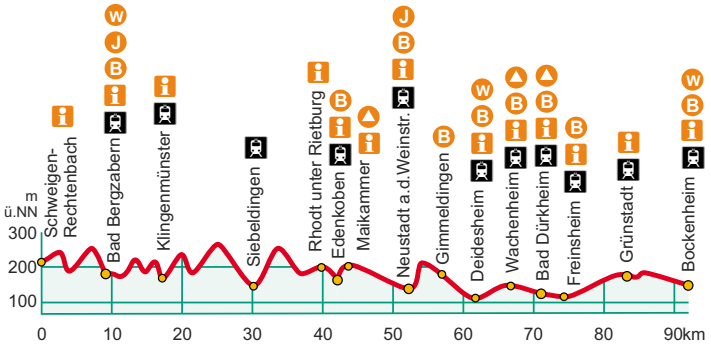 W
J
W
J
B
B
B
W
B
W
B
B
B
B
m
ü.NN
Schweigen-
Rechtenbach
Bad Bergzabern
Klingenmünster
Siebeldingen
Rhodt unter Rietburg
Edenkoben
Maikammer
Neustadt a.d.Weinstr.
Gimmeldingen
Deidesheim
Wachenheim
Bad Dürkheim
Freinsheim
Grünstadt
Bockenheim
300
200
100
0 10 20 30 40 50 60 70 80 90km